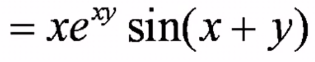 = xe^{xy} sin(x + y)